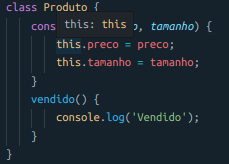 class Produto {
cons o, tamanho) {
this: this
this.preco = preco;
this.tamanho = tamanho;
}
vendido() {
console.log('Vendido');
}
}